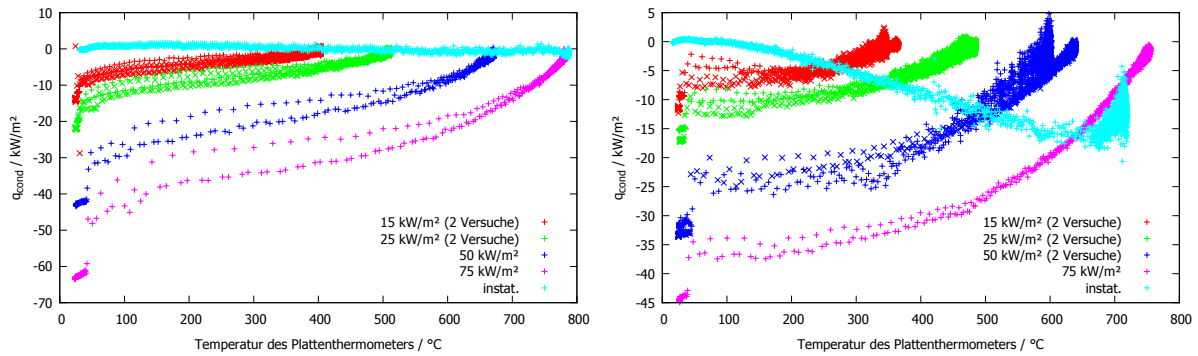 10
0
-10
-20
-30
-40
-50
-60
-70
0 100 200 300 400 500 600 700 800
q_cond / kW/m²
Temperatur des Plattenthermometers / °C
15 kW/m² (2 Versuche)
25 kW/m² (2 Versuche)
50 kW/m²
75 kW/m²
instat.
5
0
-5
-10
-15
-20
-25
-30
-35
-40
-45
0 100 200 300 400 500 600 700 800
q_cond / kW/m²
Temperatur des Plattenthermometers / °C
15 kW/m² (2 Versuche)
25 kW/m² (2 Versuche)
50 kW/m² (2 Versuche)
75 kW/m²
instat.